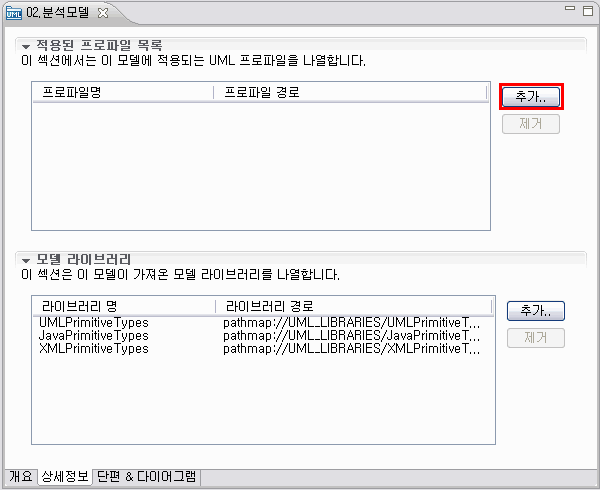 UML 02.분석모델
적용된 프로파일 목록
이 섹션에서는 이 모델에 적용되는 UML 프로파일을 나열합니다.
프로파일명 프로파일 경로
추가..
제거
모델 라이브러리
이 섹션은 이 모델이 가져온 모델 라이브러리를 나열합니다.
라이브러리 명 라이브러리 경로
추가..
UMLPrimitiveTypes pathmap://UML_LIBRARIES/UMLPrimitiveT...
JavaPrimitiveTypes pathmap://UML_LIBRARIES/JavaPrimitiveT...
제거
XMLPrimitiveTypes pathmap://UML_LIBRARIES/XMLPrimitiveT...
개요 상세정보 단편 & 다이어그램